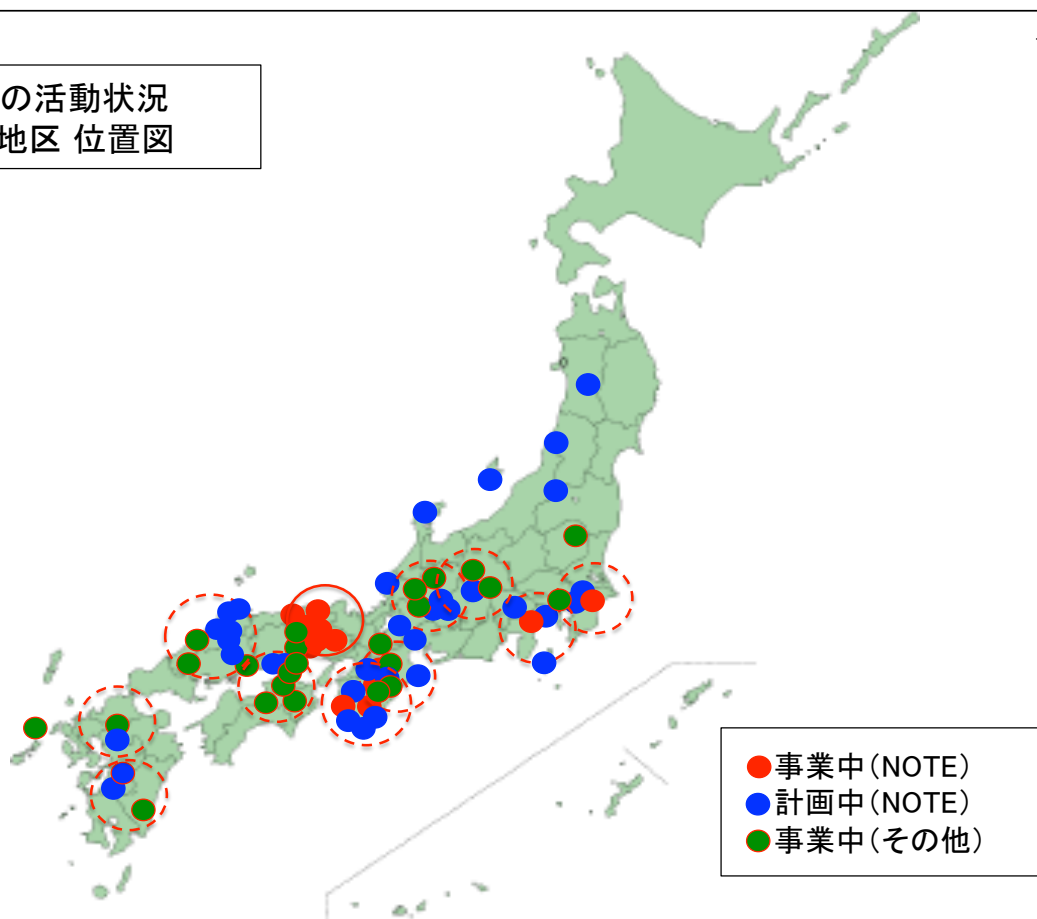 の活動状況
地区 位置図
事業中(NOTE)
計画中(NOTE)
事業中(その他)